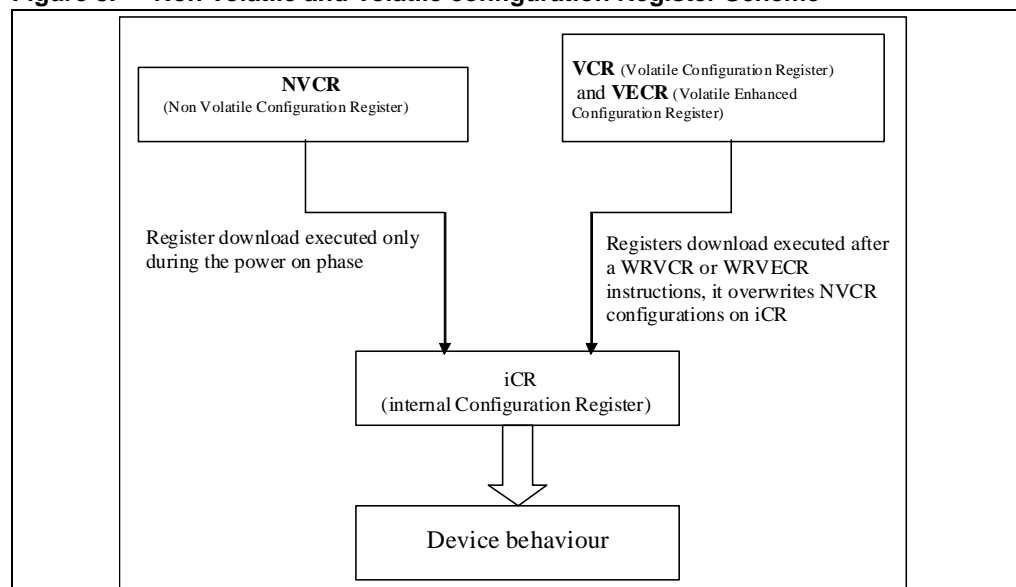 NVCR
(Non Volatile Configuration Register)
VCR (Volatile Configuration Register)
and VECR (Volatile Enhanced
Configuration Register)
Register download executed only
during the power on phase
Registers download executed after
a WRVCR or WRVECR
instructions, it overwrites NVCR
configurations on iCR
iCR
(internal Configuration Register)
Device behaviour